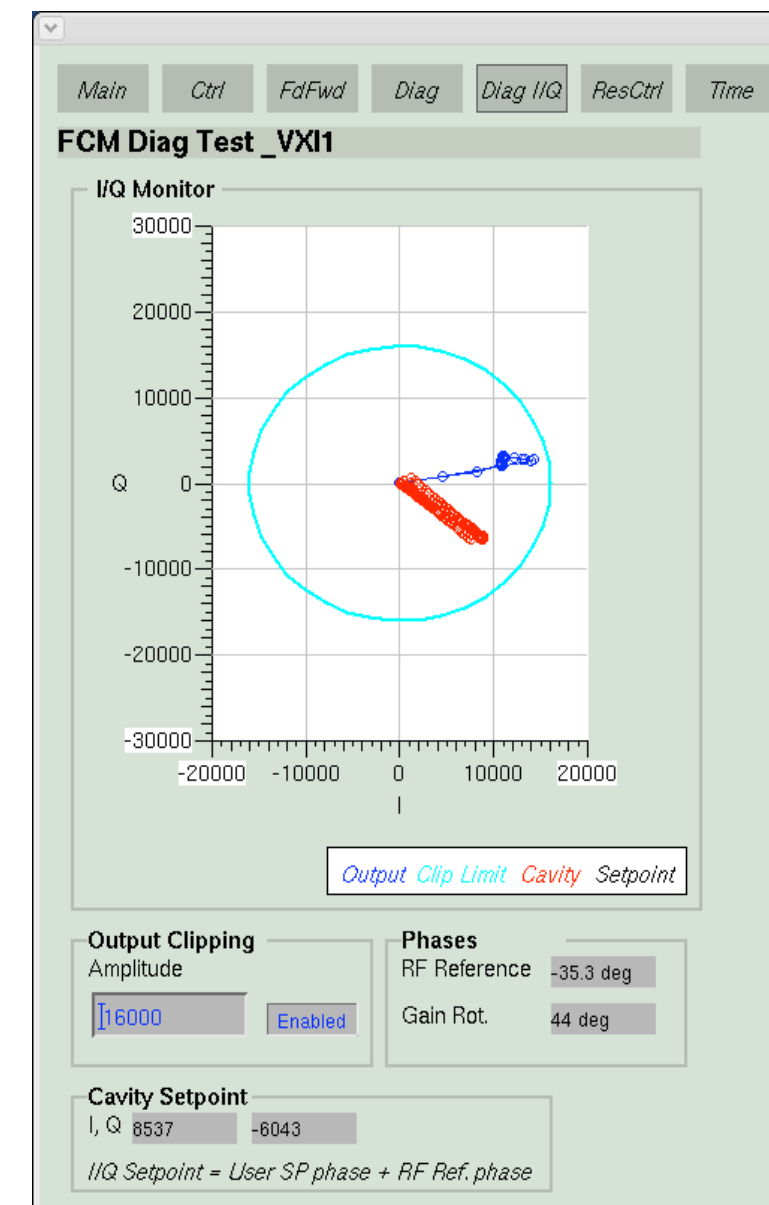 Main Ctrl FdFwd Diag Diag I/Q ResCtrl Time
FCM Diag Test _VXI1
I/Q Monitor
30000
20000
10000
Q 0
-10000
-20000
-30000
-20000 -10000 0 10000 20000
I
Output Clip Limit Cavity Setpoint
Output Clipping
Amplitude
16000 Enabled
Phases
RF Reference -35.3 deg
Gain Rot. 44 deg
Cavity Setpoint
I, Q 8537 -6043
I/Q Setpoint = User SP phase + RF Ref. phase